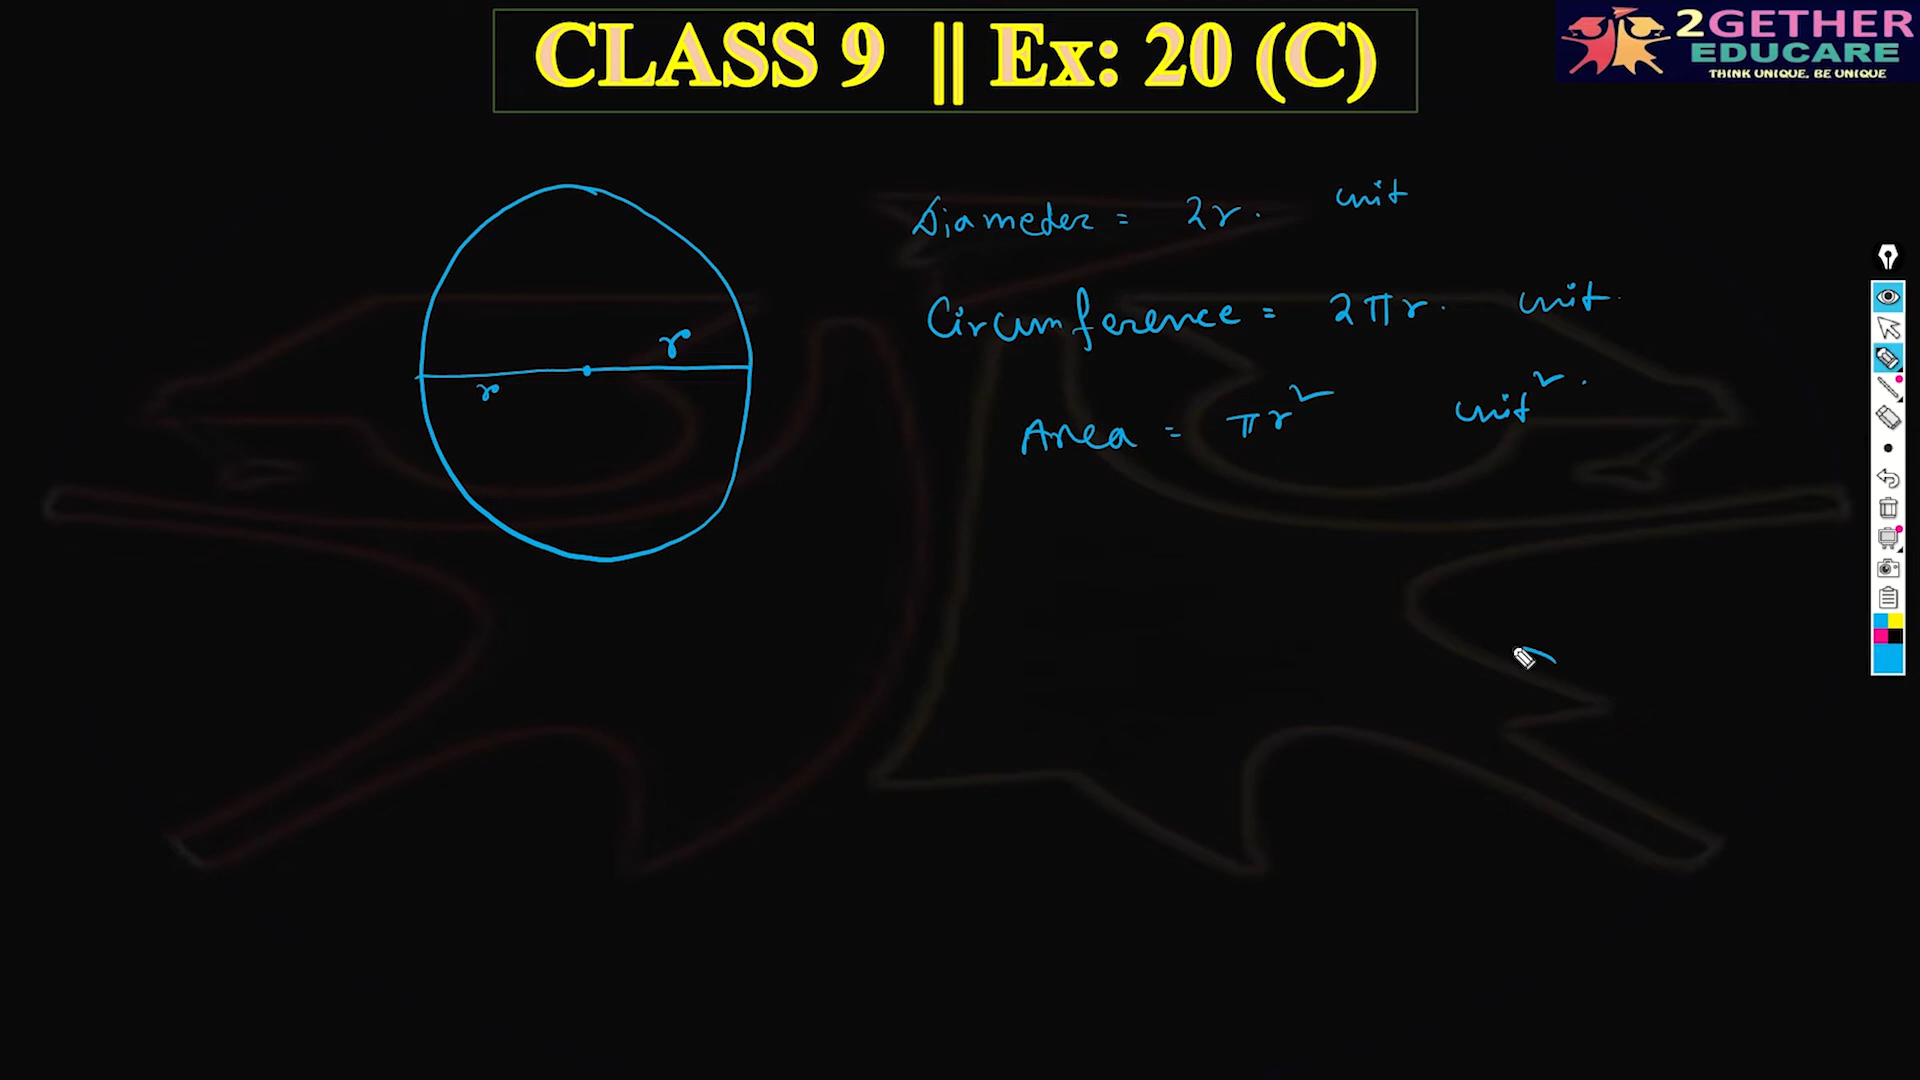 CLASS 9 || Ex: 20 (C)
2GETHER
EDUCARE
THINK UNIQUE, BE UNIQUE
Diameter = 2r. unit
Circumference = 2πr. unit.
r
r
Area = πr² unit².